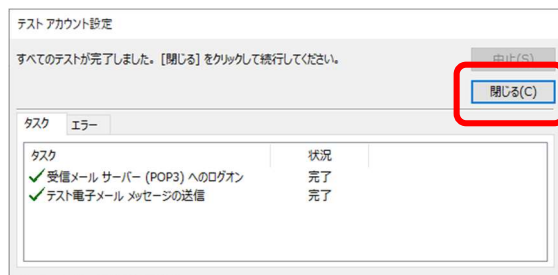 テスト アカウント設定
すべてのテストが完了しました。[閉じる] をクリックして続行してください。
中止(S)
閉じる(C)
タスク エラー
タスク 状況
受信メール サーバー (POP3) へのログオン 完了
テスト電子メール メッセージの送信 完了